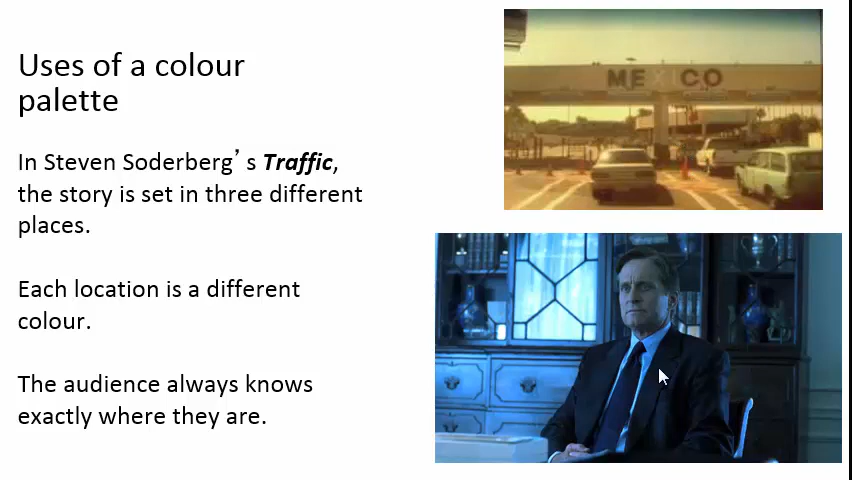 Uses of a colour
palette
In Steven Soderberg’s Traffic,
the story is set in three different
places.
Each location is a different
colour.
The audience always knows
exactly where they are.
MEXICO